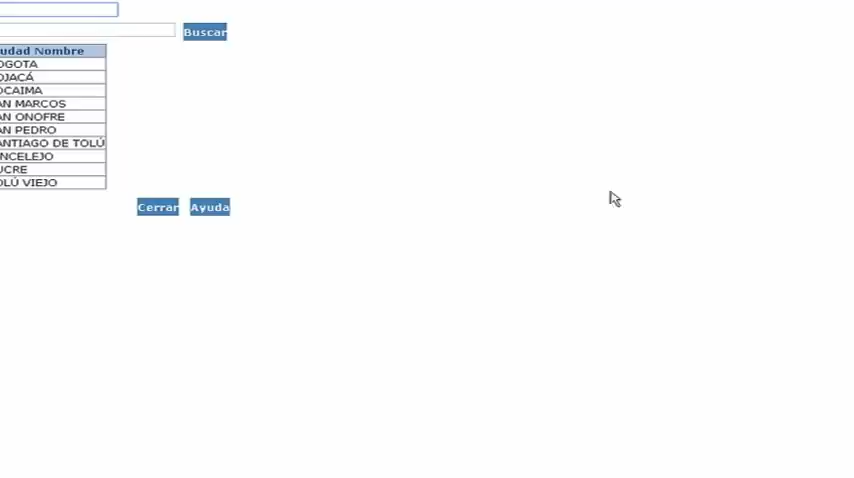 Buscar
udad Nombre
OGOTA
OJACÁ
OCAIMA
AN MARCOS
AN ONOFRE
AN PEDRO
ANTIAGO DE TOLÚ
NCELEJO
UCRE
OLÚ VIEJO
Cerrar Ayuda